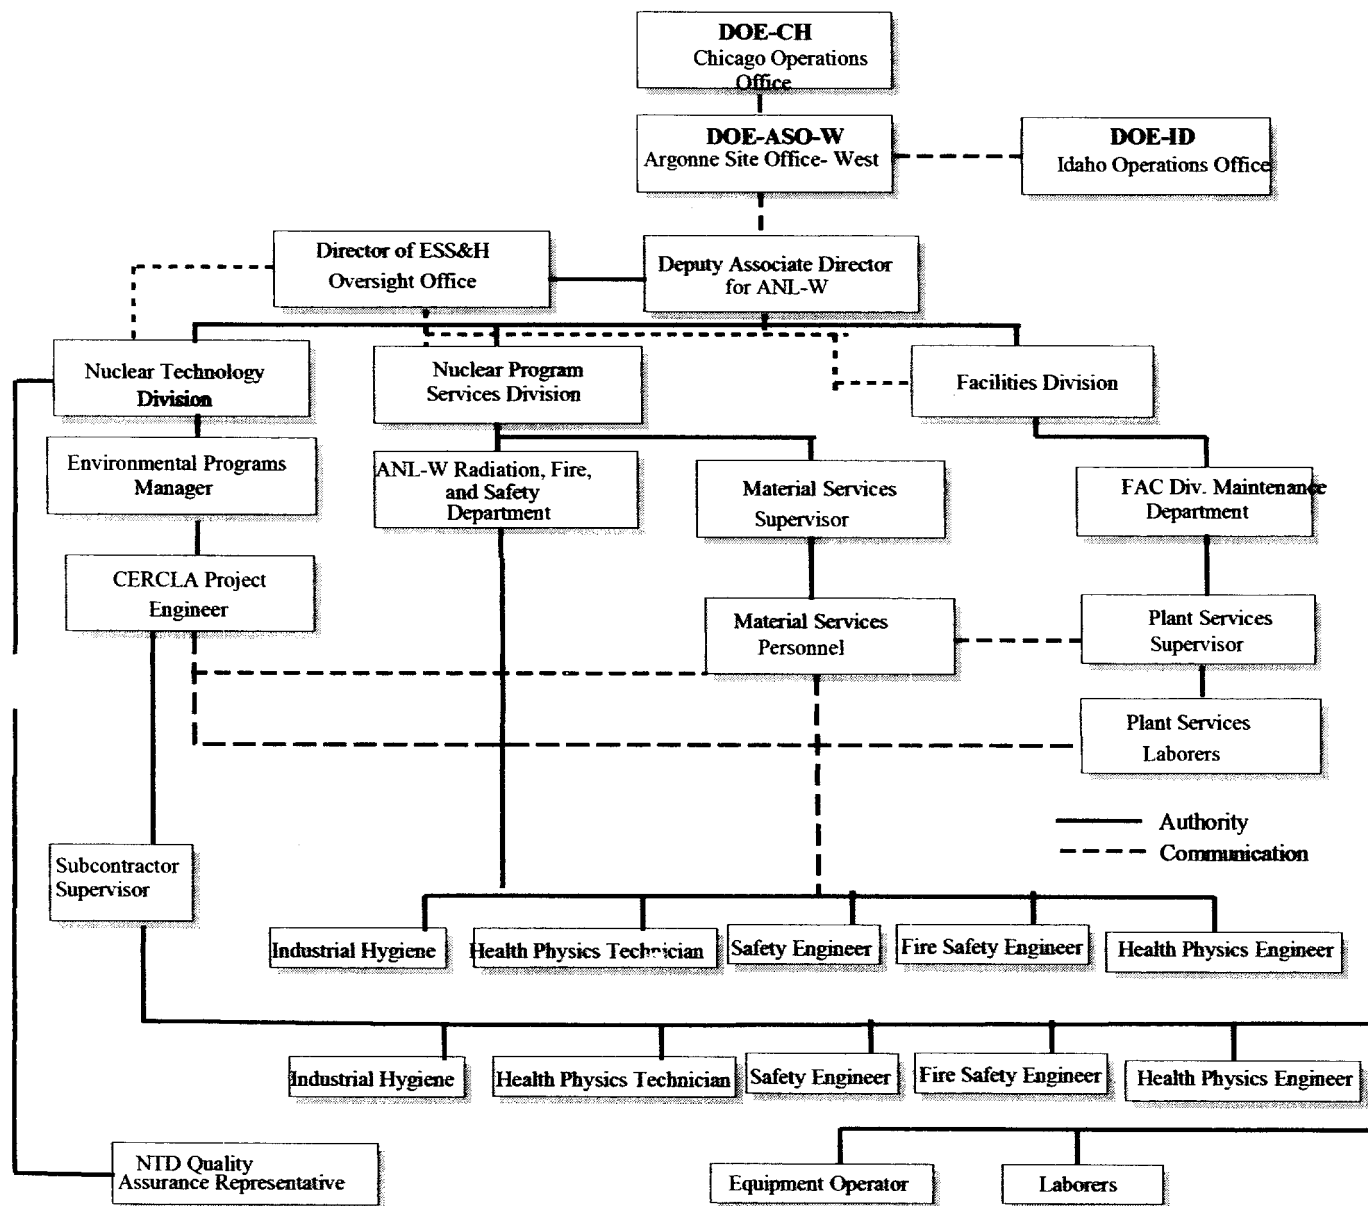 DOE-CH
Chicago Operations
Office
DOE-ASO-W
Argonne Site Office- West
DOE-ID
Idaho Operations Office
Director of ESS&H
Oversight Office
Deputy Associate Director
for ANL-W
Nuclear Technology
Division
Nuclear Program
Services Division
Facilities Division
Environmental Programs
Manager
ANL-W Radiation, Fire,
and Safety
Department
Material Services
Supervisor
FAC Div. Maintenance
Department
CERCLA Project
Engineer
Material Services
Personnel
Plant Services
Supervisor
Plant Services
Laborers
Authority
Communication
Subcontractor
Supervisor
Industrial Hygiene
Health Physics Technician
Safety Engineer
Fire Safety Engineer
Health Physics Engineer
Industrial Hygiene
Health Physics Technician
Safety Engineer
Fire Safety Engineer
Health Physics Engineer
NTD Quality
Assurance Representative
Equipment Operator
Laborers